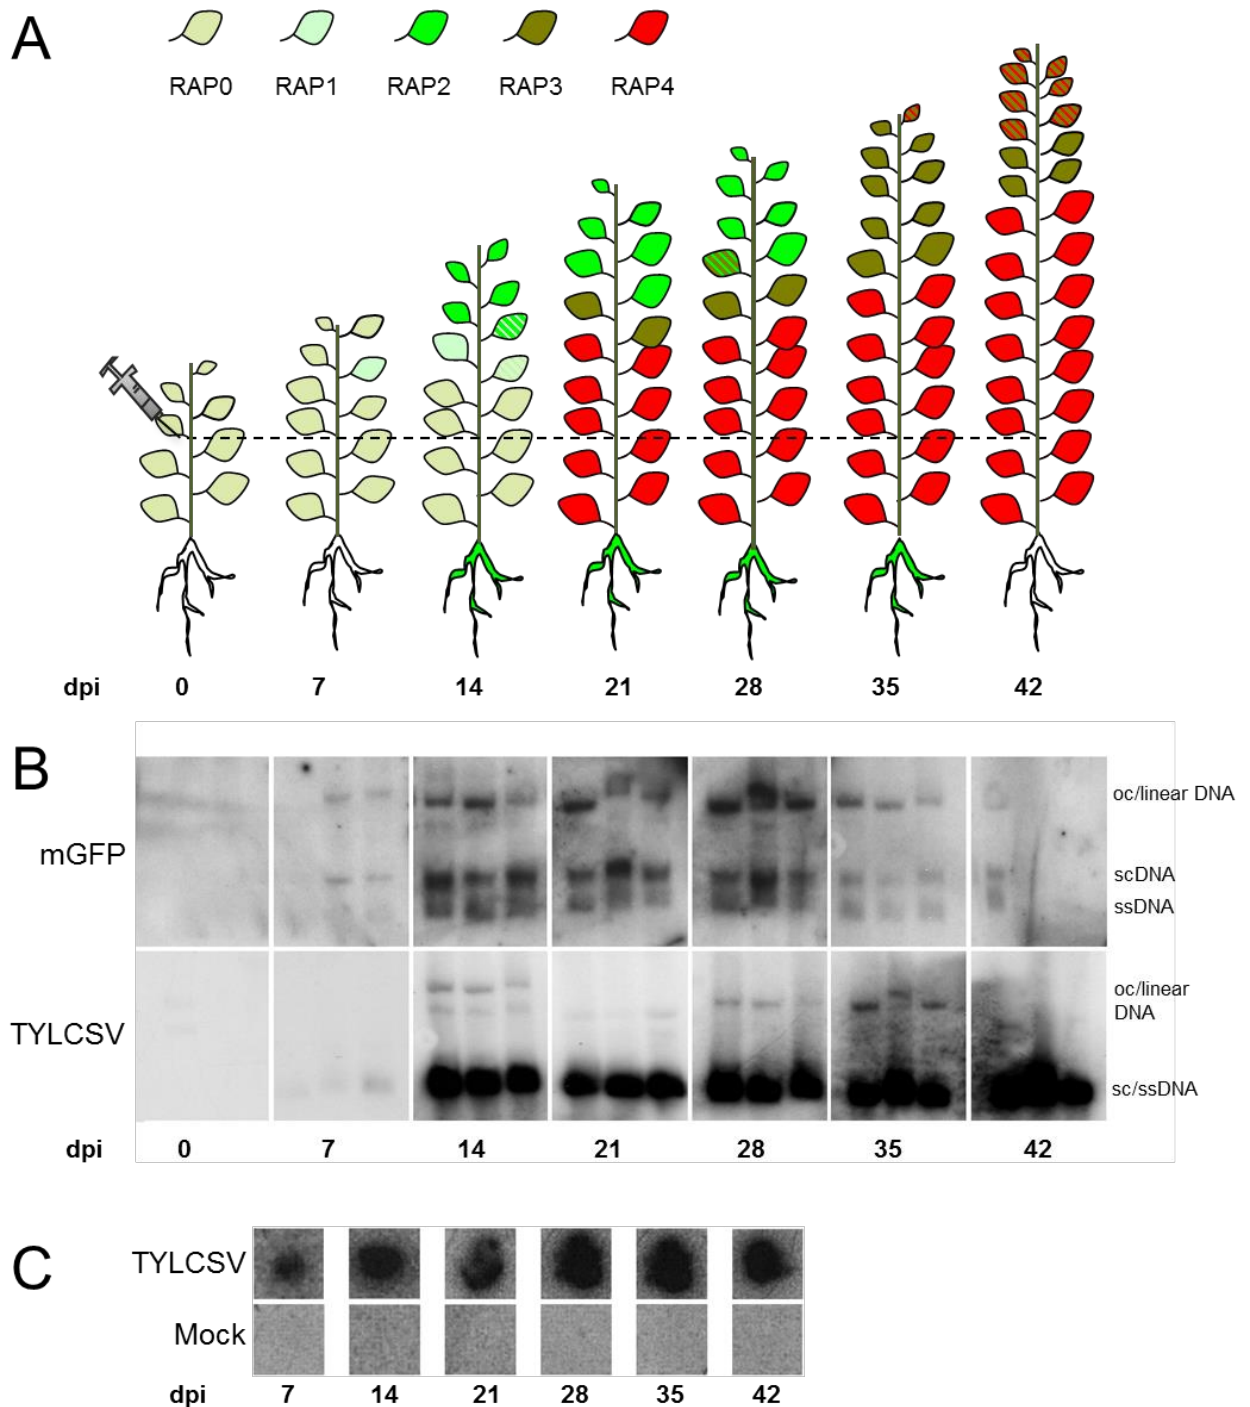 A
RAP0 RAP1 RAP2 RAP3 RAP4
dpi 0 7 14 21 28 35 42
B
oc/linear DNA
mGFP
scDNA
ssDNA
oc/linear
DNA
TYLCSV
sc/ssDNA
dpi 0 7 14 21 28 35 42
C
TYLCSV
Mock
dpi 7 14 21 28 35 42